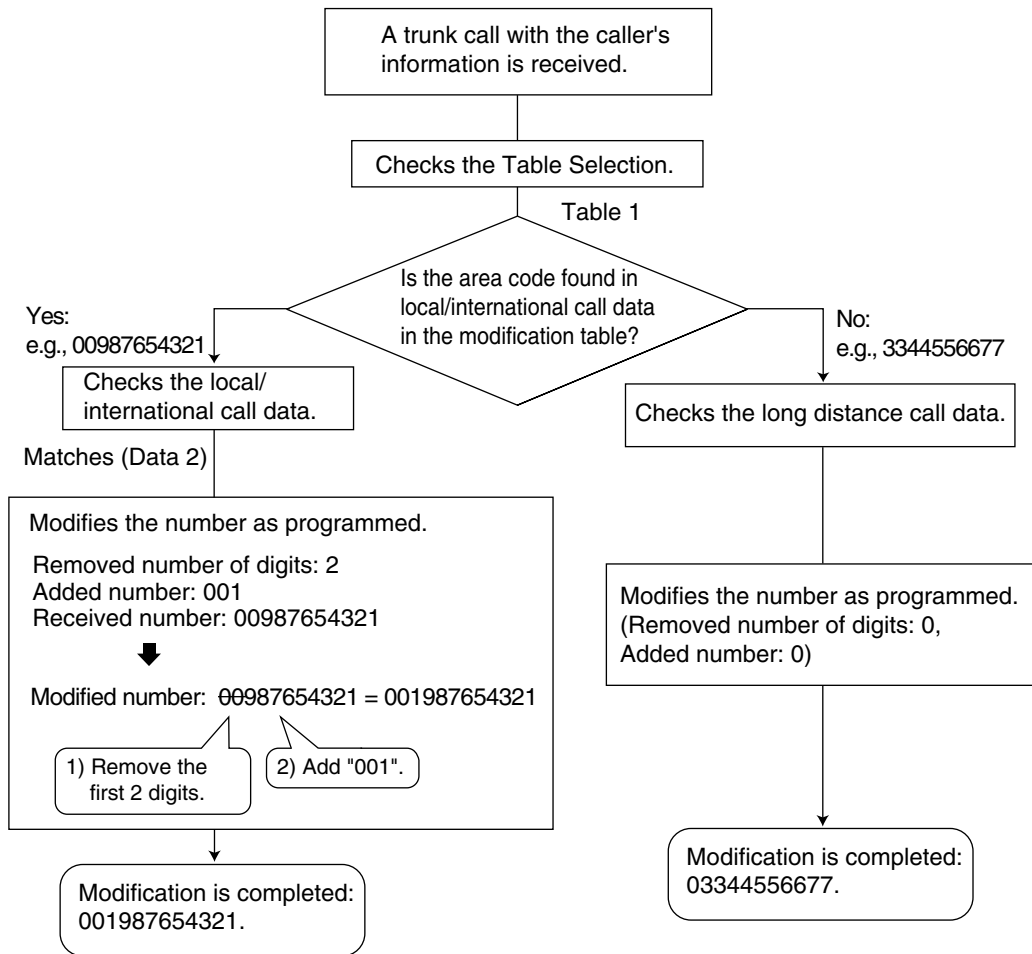 A trunk call with the caller's
information is received.
Checks the Table Selection.
Table 1
Is the area code found in
local/international call data
in the modification table?
Yes:
e.g., 00987654321
Checks the local/
international call data.
Matches (Data 2)
Modifies the number as programmed.
Removed number of digits: 2
Added number: 001
Received number: 00987654321
Modified number: 00987654321 = 001987654321
1) Remove the
first 2 digits.
2) Add "001".
Modification is completed:
001987654321.
No:
e.g., 3344556677
Checks the long distance call data.
Modifies the number as programmed.
(Removed number of digits: 0,
Added number: 0)
Modification is completed:
03344556677.